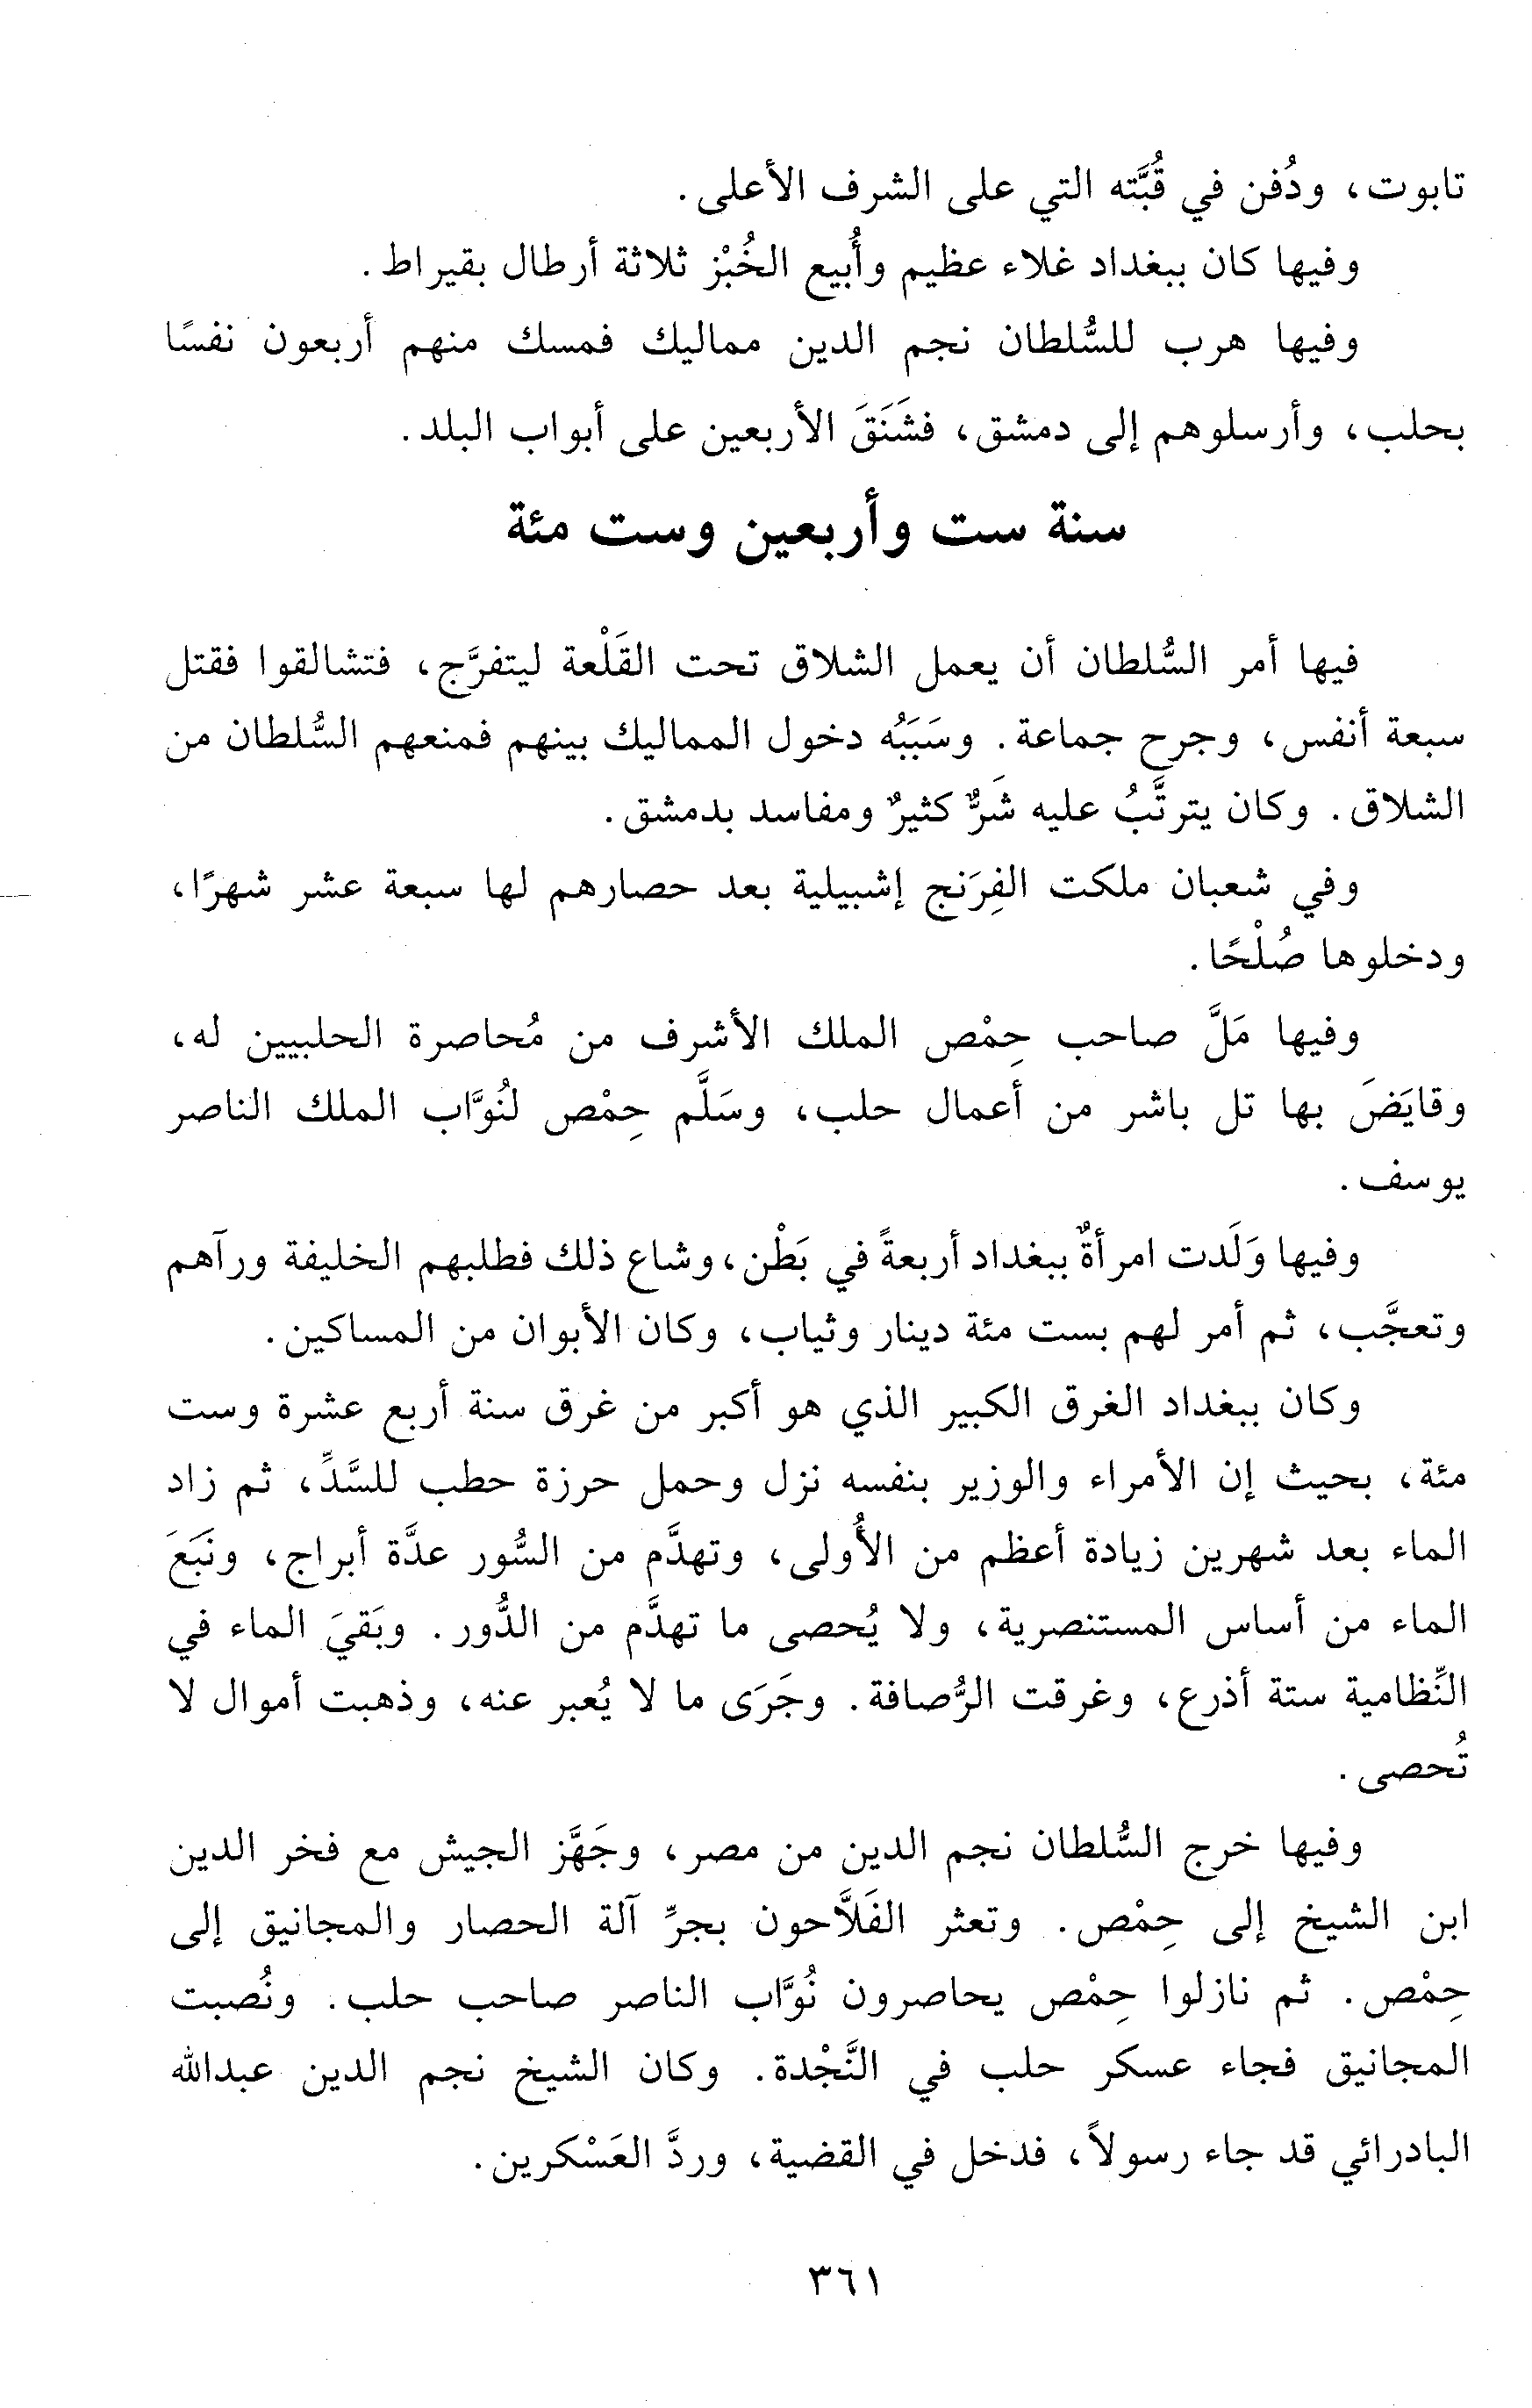 تابوت، ودُفن في قُبَّته التي على الشرف الأعلى.
وفيها كان ببغداد غلاء عظيم وأُبيع الخُبْز ثلاثة أرطال بقيراط.
وفيها هرب للسُّلطان نجم الدين مماليك فمسك منهم أربعون نفسًا
بحلب، وأرسلوهم إلى دمشق، فشَنَقَ الأربعين على أبواب البلد.
سنة ست وأربعين وست مئة
فيها أمر السُّلطان أن يعمل الشلاق تحت القَلْعة ليتفرَّج، فتشالقوا فقتل
سبعة أنفس، وجرح جماعة. وسَبَبُه دخول المماليك بينهم فمنعهم السُّلطان من
الشلاق. وكان يترتَّبُ عليه شَرٌّ كثيرٌ ومفاسد بدمشق.
وفي شعبان ملكت الفِرَنج إشبيلية بعد حصارهم لها سبعة عشر شهرًا،
ودخلوها صُلْحًا.
وفيها مَلَّ صاحب حِمْص الملك الأشرف من مُحاصرة الحلبيين له،
وقايَضَ بها تل باشر من أعمال حلب، وسَلَّم حِمْص لنُوَّاب الملك الناصر
يوسف.
وفيها وَلَدت امرأةٌ ببغداد أربعةً في بَطْن، وشاع ذلك فطلبهم الخليفة ورآهم
وتعجَّب، ثم أمر لهم بست مئة دينار وثياب، وكان الأبوان من المساكين.
وكان ببغداد الغرق الكبير الذي هو أكبر من غرق سنة أربع عشرة وست
مئة، بحيث إن الأمراء والوزير بنفسه نزل وحمل حرزة حطب للسَّدِّ، ثم زاد
الماء بعد شهرين زيادة أعظم من الأُولى، وتهدَّم من السُّور عدَّة أبراج، ونَبَعَ
الماء من أساس المستنصرية، ولا يُحصى ما تهدَّم من الدُّور. وبَقيَ الماء في
النِّظامية ستة أذرع، وغرقت الرُّصافة. وجَرَى ما لا يُعبر عنه، وذهبت أموال لا
تُحصى.
وفيها خرج السُّلطان نجم الدين من مصر، وجَهَّز الجيش مع فخر الدين
ابن الشيخ إلى حِمْص. وتعثر الفَلاَّحون بجرِّ آلة الحصار والمجانيق إلى
حِمْص. ثم نازلوا حِمْص يحاصرون نُوَّاب الناصر صاحب حلب. ونُصبت
المجانيق فجاء عسكر حلب في النَّجْدة. وكان الشيخ نجم الدين عبدالله
البادرائي قد جاء رسولاً، فدخل في القضية، وردَّ العَسْكرين.
٣٦١